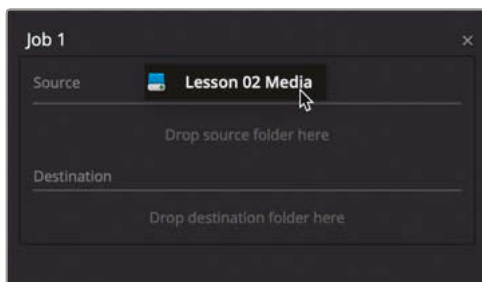 Job 1
Source Lesson 02 Media
Drop source folder here
Destination
Drop destination folder here